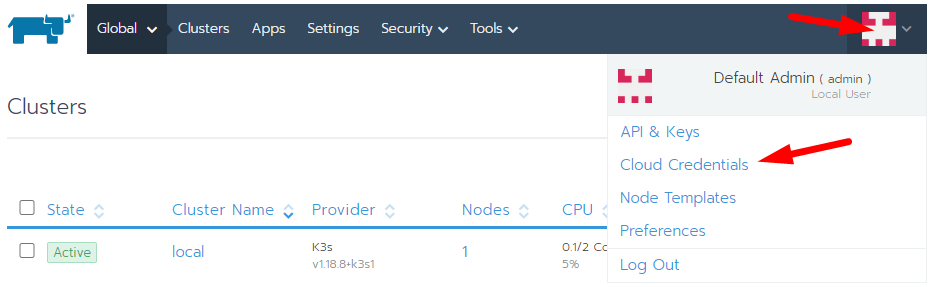 Global Clusters Apps Settings Security Tools
Default Admin ( admin )
Local User
Clusters
API & Keys
Cloud Credentials
Node Templates
Preferences
Log Out
State Cluster Name Provider Nodes CPU
Active local K3s 1 0.1/2 Co
v1.18.8+k3s1 5%